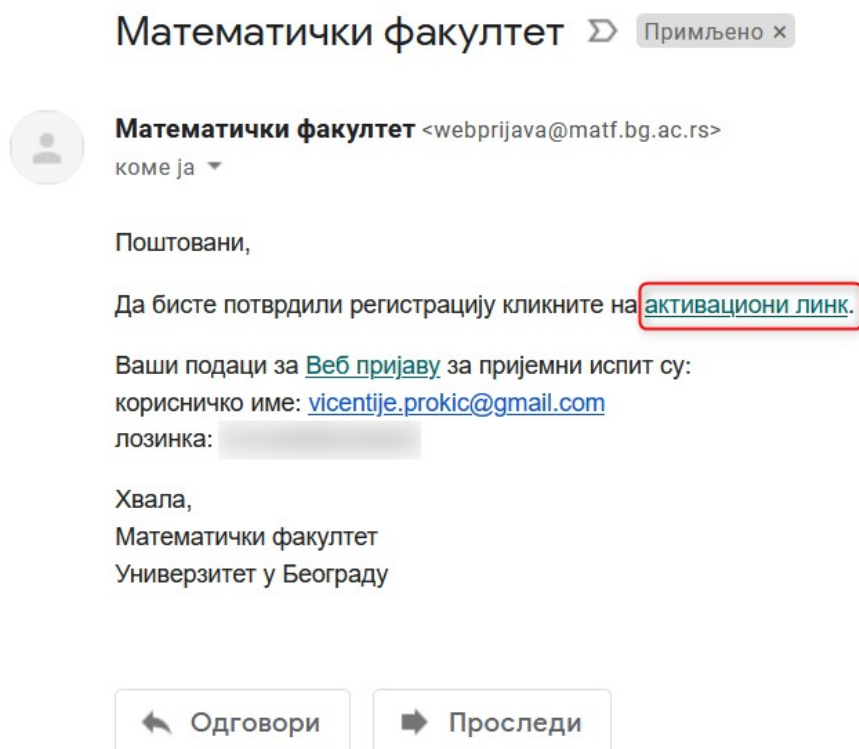 Математички факултет Примљено ×
Математички факултет <webprijava@matf.bg.ac.rs>
коме ја
Поштовани,
Да бисте потврдили регистрацију кликните на активациони линк.
Ваши подаци за Веб пријаву за пријемни испит су:
корисничко име: vicentije.prokic@gmail.com
лозинка:
Хвала,
Математички факултет
Универзитет у Београду
Одговори Проследи